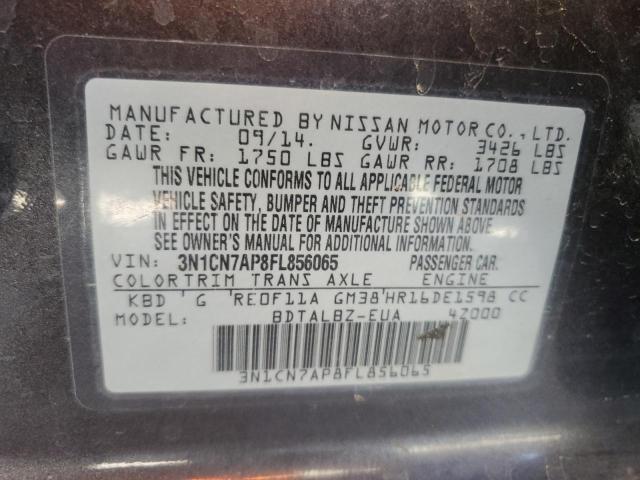 MANUFACTURED BY NISSAN MOTOR CO., LTD.
DATE: 09/14. GVWR: 3426 LBS
GAWR FR: 1750 LBS GAWR RR: 1708 LBS
THIS VEHICLE CONFORMS TO ALL APPLICABLE FEDERAL MOTOR
VEHICLE SAFETY, BUMPER AND THEFT PREVENTION STANDARDS
IN EFFECT ON THE DATE OF MANUFACTURE SHOWN ABOVE.
SEE OWNER'S MANUAL FOR ADDITIONAL INFORMATION.
VIN: 3N1CN7AP8FL856065 PASSENGER CAR.
COLOR TRIM TRANS AXLE ENGINE
KBD G RE0F11A GM38 HR16DE1598 CC
MODEL: BDTALBZ-EUA 4Z000
3N1CN7AP8FL856065